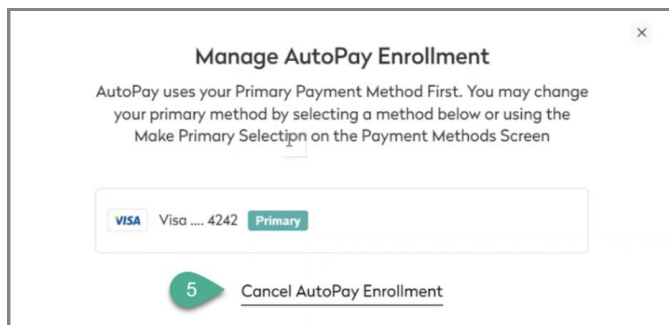 Manage AutoPay Enrollment
AutoPay uses your Primary Payment Method First. You may change
your primary method by selecting a method below or using the
Make Primary Selection on the Payment Methods Screen
VISA Visa .... 4242 Primary
5 Cancel AutoPay Enrollment